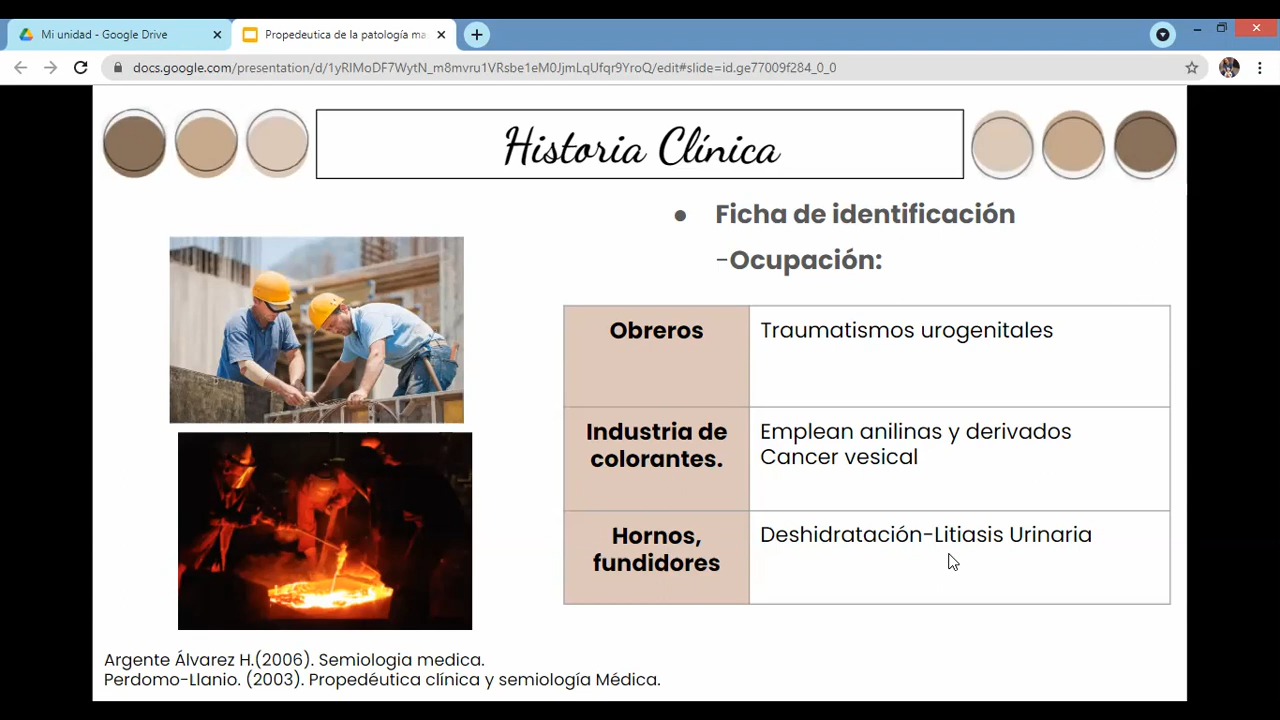 Mi unidad - Google Drive
Propedeutica de la patología ma
docs.google.com/presentation/d/1yRIMoDF7WytN_m8mvru1VRsbe1eM0JjmLqUfqr9YroQ/edit#slide=id.ge77009f284_0_0
Historia Clínica
● Ficha de identificación
-Ocupación:
Obreros
Traumatismos urogenitales
Industria de
colorantes.
Emplean anilinas y derivados
Cancer vesical
Hornos,
fundidores
Deshidratación-Litiasis Urinaria
Argente Álvarez H.(2006). Semiologia medica.
Perdomo-Llanio. (2003). Propedéutica clínica y semiología Médica.